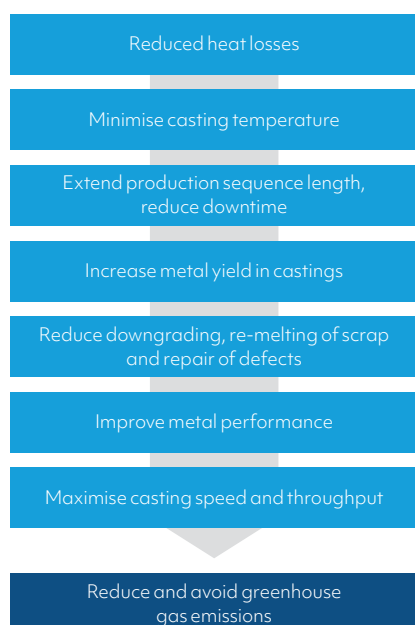 Reduced heat losses
Minimise casting temperature
Extend production sequence length,
reduce downtime
Increase metal yield in castings
Reduce downgrading, re-melting of scrap
and repair of defects
Improve metal performance
Maximise casting speed and throughput
Reduce and avoid greenhouse
gas emissions